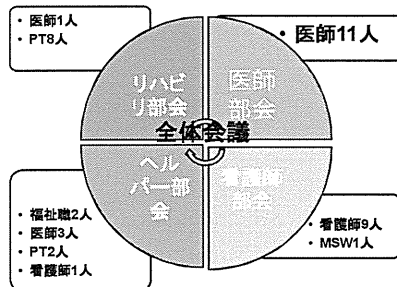 ・医師1人
・PT8人
・医師11人
リハビ
リ部会
医師
部会
全体会議
ヘル
パー部
会
看護師
部会
・福祉職2人
・医師3人
・PT2人
・看護師1人
・看護師9人
・MSW1人